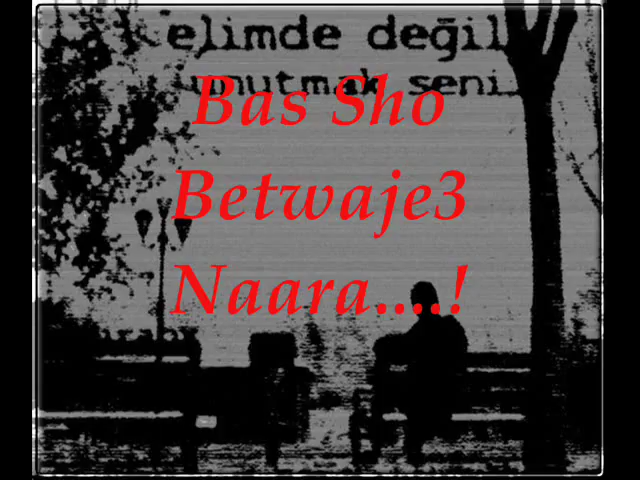 elimde değil
unutmak seni
Bas Sho
Betwaje3
Naara....!